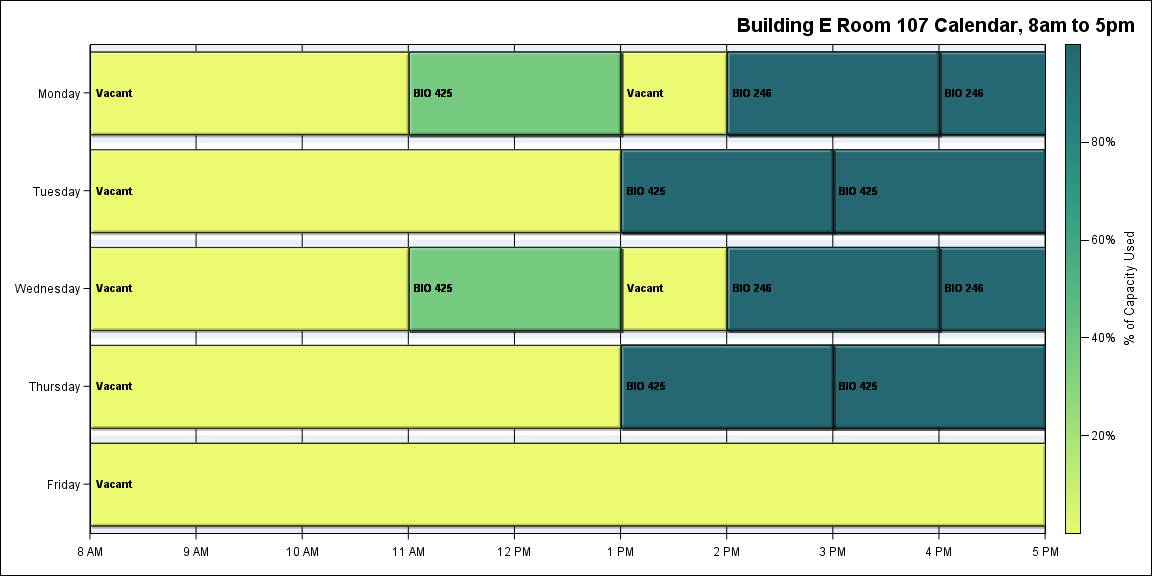 Building E Room 107 Calendar, 8am to 5pm
Monday
Vacant
BIO 425
Vacant
BIO 246
BIO 246
Tuesday
Vacant
BIO 425
BIO 425
Wednesday
Vacant
BIO 425
Vacant
BIO 246
BIO 246
Thursday
Vacant
BIO 425
BIO 425
Friday
Vacant
8 AM
9 AM
10 AM
11 AM
12 PM
1 PM
2 PM
3 PM
4 PM
5 PM
80%
60%
40%
20%
% of Capacity Used